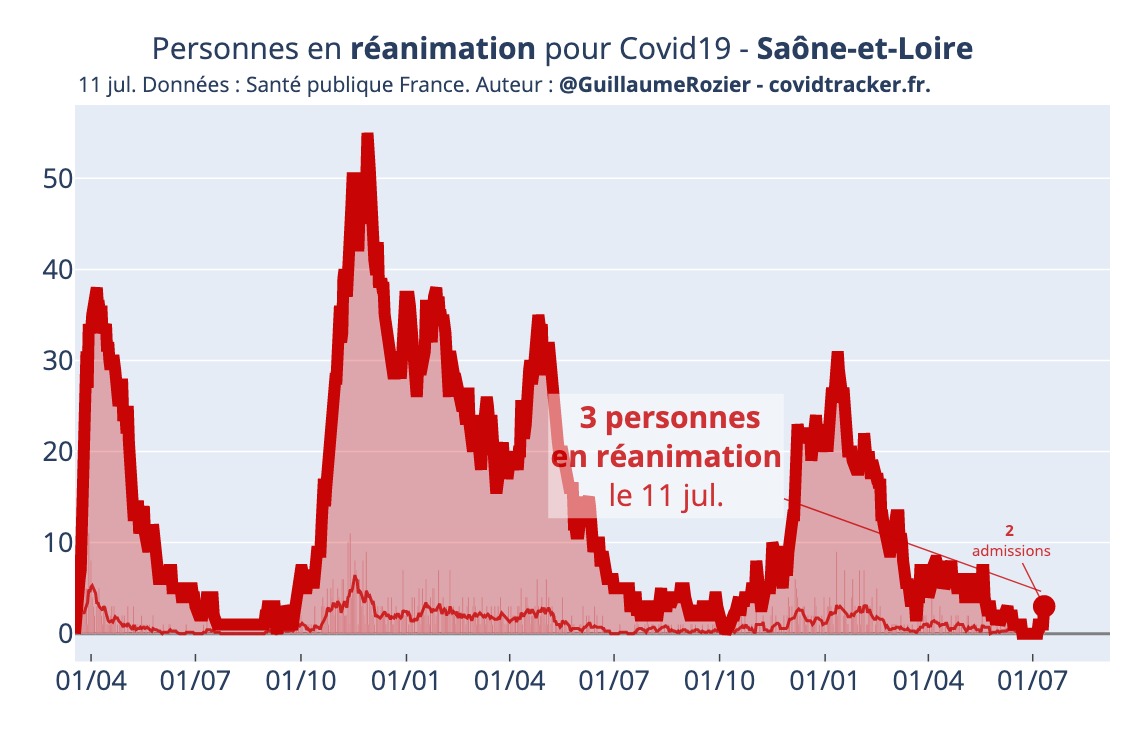 Personnes en réanimation pour Covid19 - Saône-et-Loire
11 jul. Données : Santé publique France. Auteur : @GuillaumeRozier - covidtracker.fr.
50
40
30
20
10
0
3 personnes
en réanimation
le 11 jul.
2
admissions
01/04 01/07 01/10 01/01 01/04 01/07 01/10 01/01 01/04 01/07